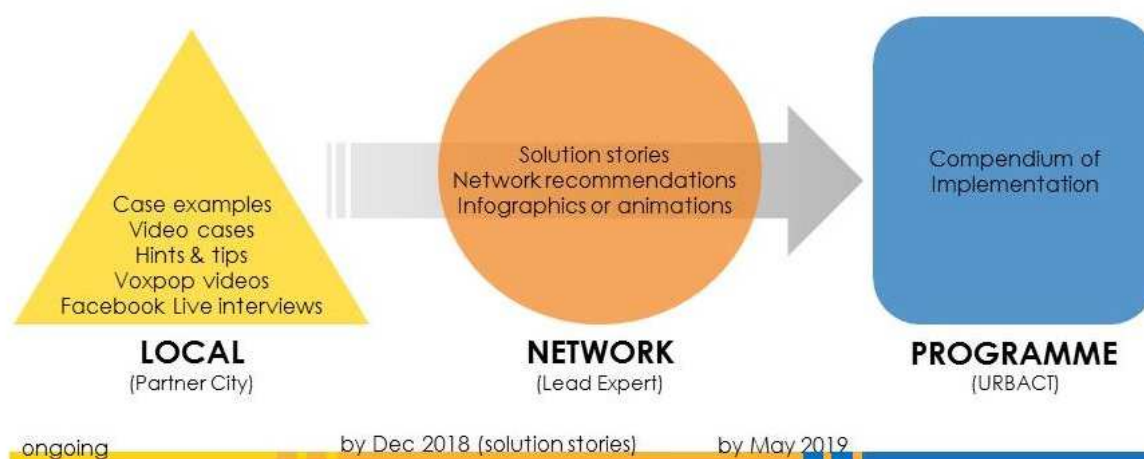 Case examples
Video cases
Hints & tips
Voxpop videos
Facebook Live interviews
LOCAL
(Partner City)
Solution stories
Network recommendations
Infographics or animations
NETWORK
(Lead Expert)
Compendium of
Implementation
PROGRAMME
(URBACT)
ongoing
by Dec 2018 (solution stories)
by May 2019